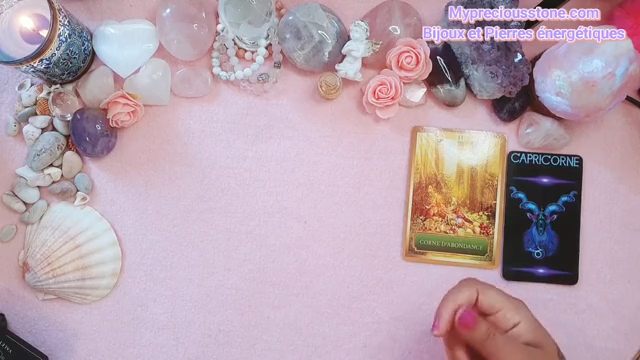 Mypreciousstone.com
Bijoux et Pierres énergétiques
CAPRICORNE
CORNE D'ABONDANCE